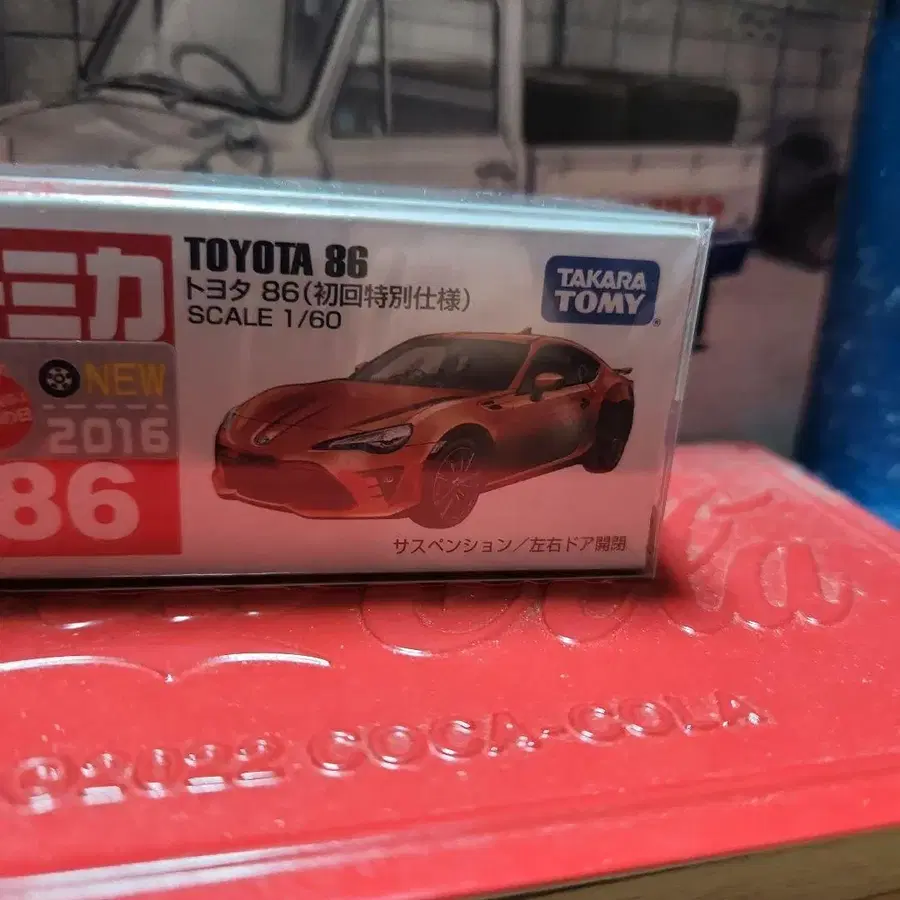 TOYOTA 86
トヨタ 86(初回特別仕様)
SCALE 1/60
TAKARA
TOMY
ミカ
NEW
2016
86
サスペンション/左右ドア開閉
©2022 COCA-COLA